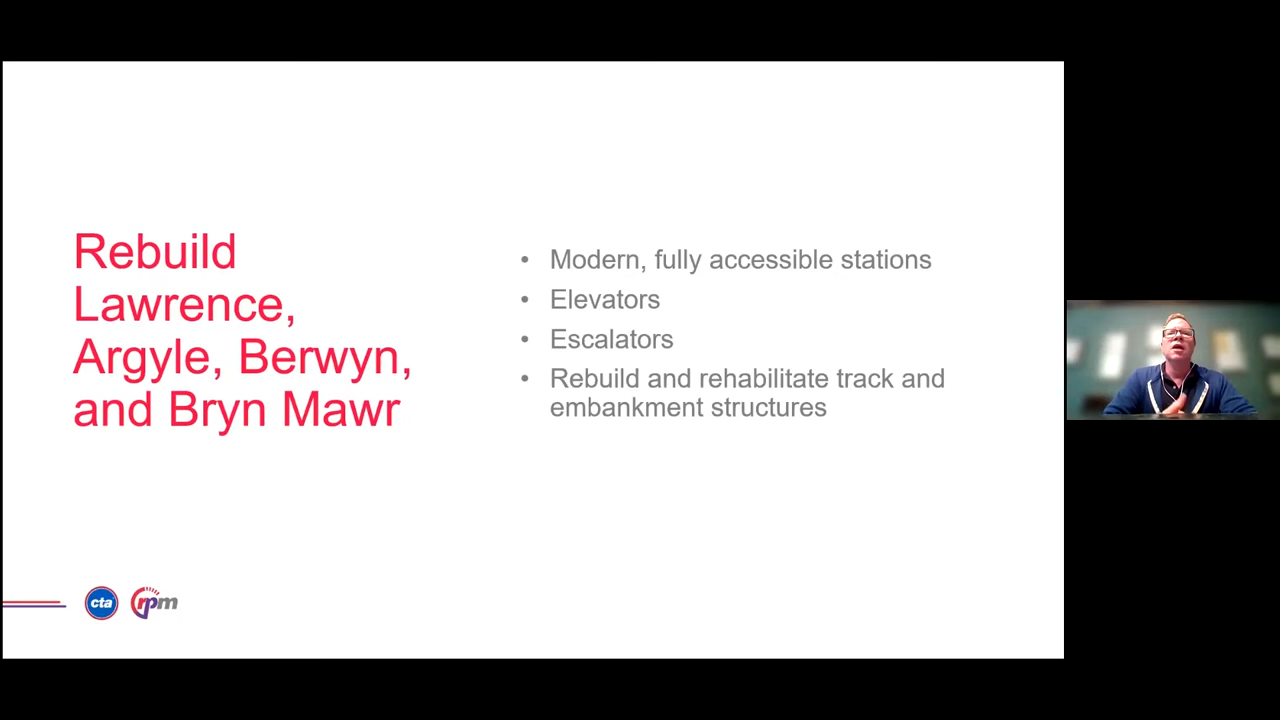 Rebuild
Lawrence,
Argyle, Berwyn,
and Bryn Mawr
• Modern, fully accessible stations
• Elevators
• Escalators
• Rebuild and rehabilitate track and
embankment structures
cta
rpm